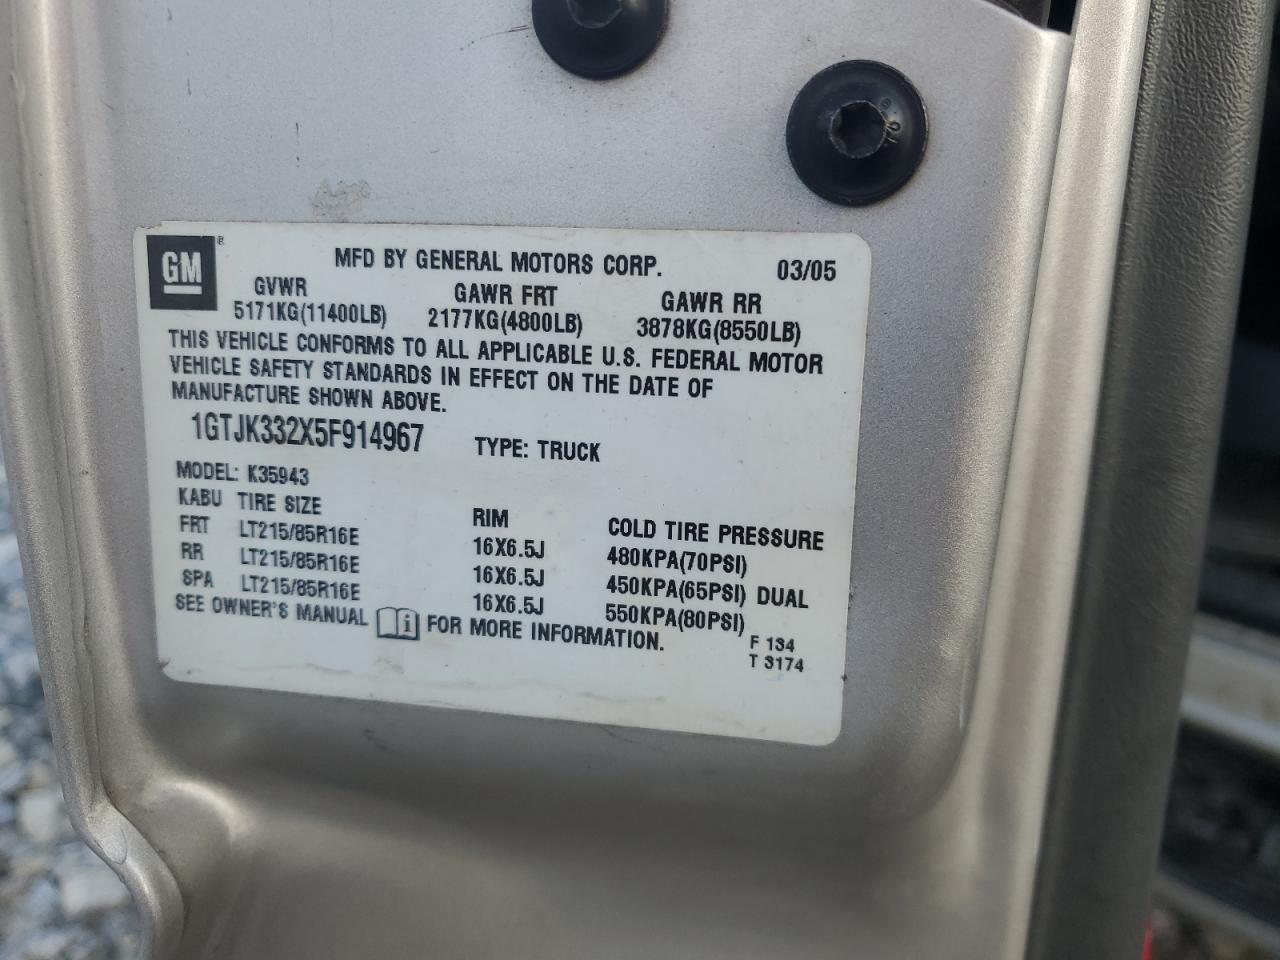 GM
MFD BY GENERAL MOTORS CORP. 03/05
GVWR GAWR FRT GAWR RR
5171KG(11400LB) 2177KG(4800LB) 3878KG(8550LB)
THIS VEHICLE CONFORMS TO ALL APPLICABLE U.S. FEDERAL MOTOR
VEHICLE SAFETY STANDARDS IN EFFECT ON THE DATE OF
MANUFACTURE SHOWN ABOVE.
1GTJK332X5F914967 TYPE: TRUCK
MODEL: K35943
KABU TIRE SIZE RIM COLD TIRE PRESSURE
FRT LT215/85R16E 16X6.5J 480KPA(70PSI)
RR LT215/85R16E 16X6.5J 450KPA(65PSI) DUAL
SPA LT215/85R16E 16X6.5J 550KPA(80PSI)
SEE OWNER'S MANUAL i FOR MORE INFORMATION.
F 134
T 3174